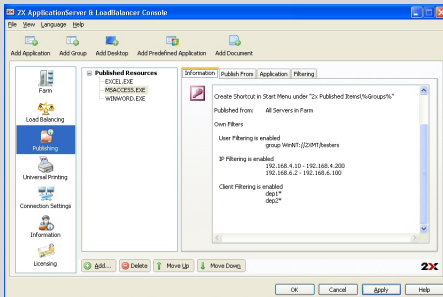 2X ApplicationServer & LoadBalancer Console
File View Language Help
Add Application Add Group Add Desktop Add Predefined Application Add Document
Farm
Load Balancing
Publishing
Universal Printing
Connection Settings
Information
Licensing
Published Resources
EXCEL.EXE
MSACCESS.EXE
WINWORD.EXE
Information Publish From Application Filtering
Create Shortcut in Start Menu under "2x Published Items\%Groups%"
Published from: All Servers in Farm
Own Filters
User Filtering is enabled
group WinNT://2XMT/testers
IP Filtering is enabled
192.168.4.10 - 192.168.4.200
192.168.6.2 - 192.168.6.100
Client Filtering is enabled
dep1*
dep2*
Add... Delete Move Up Move Down
2X
OK Cancel Apply Help